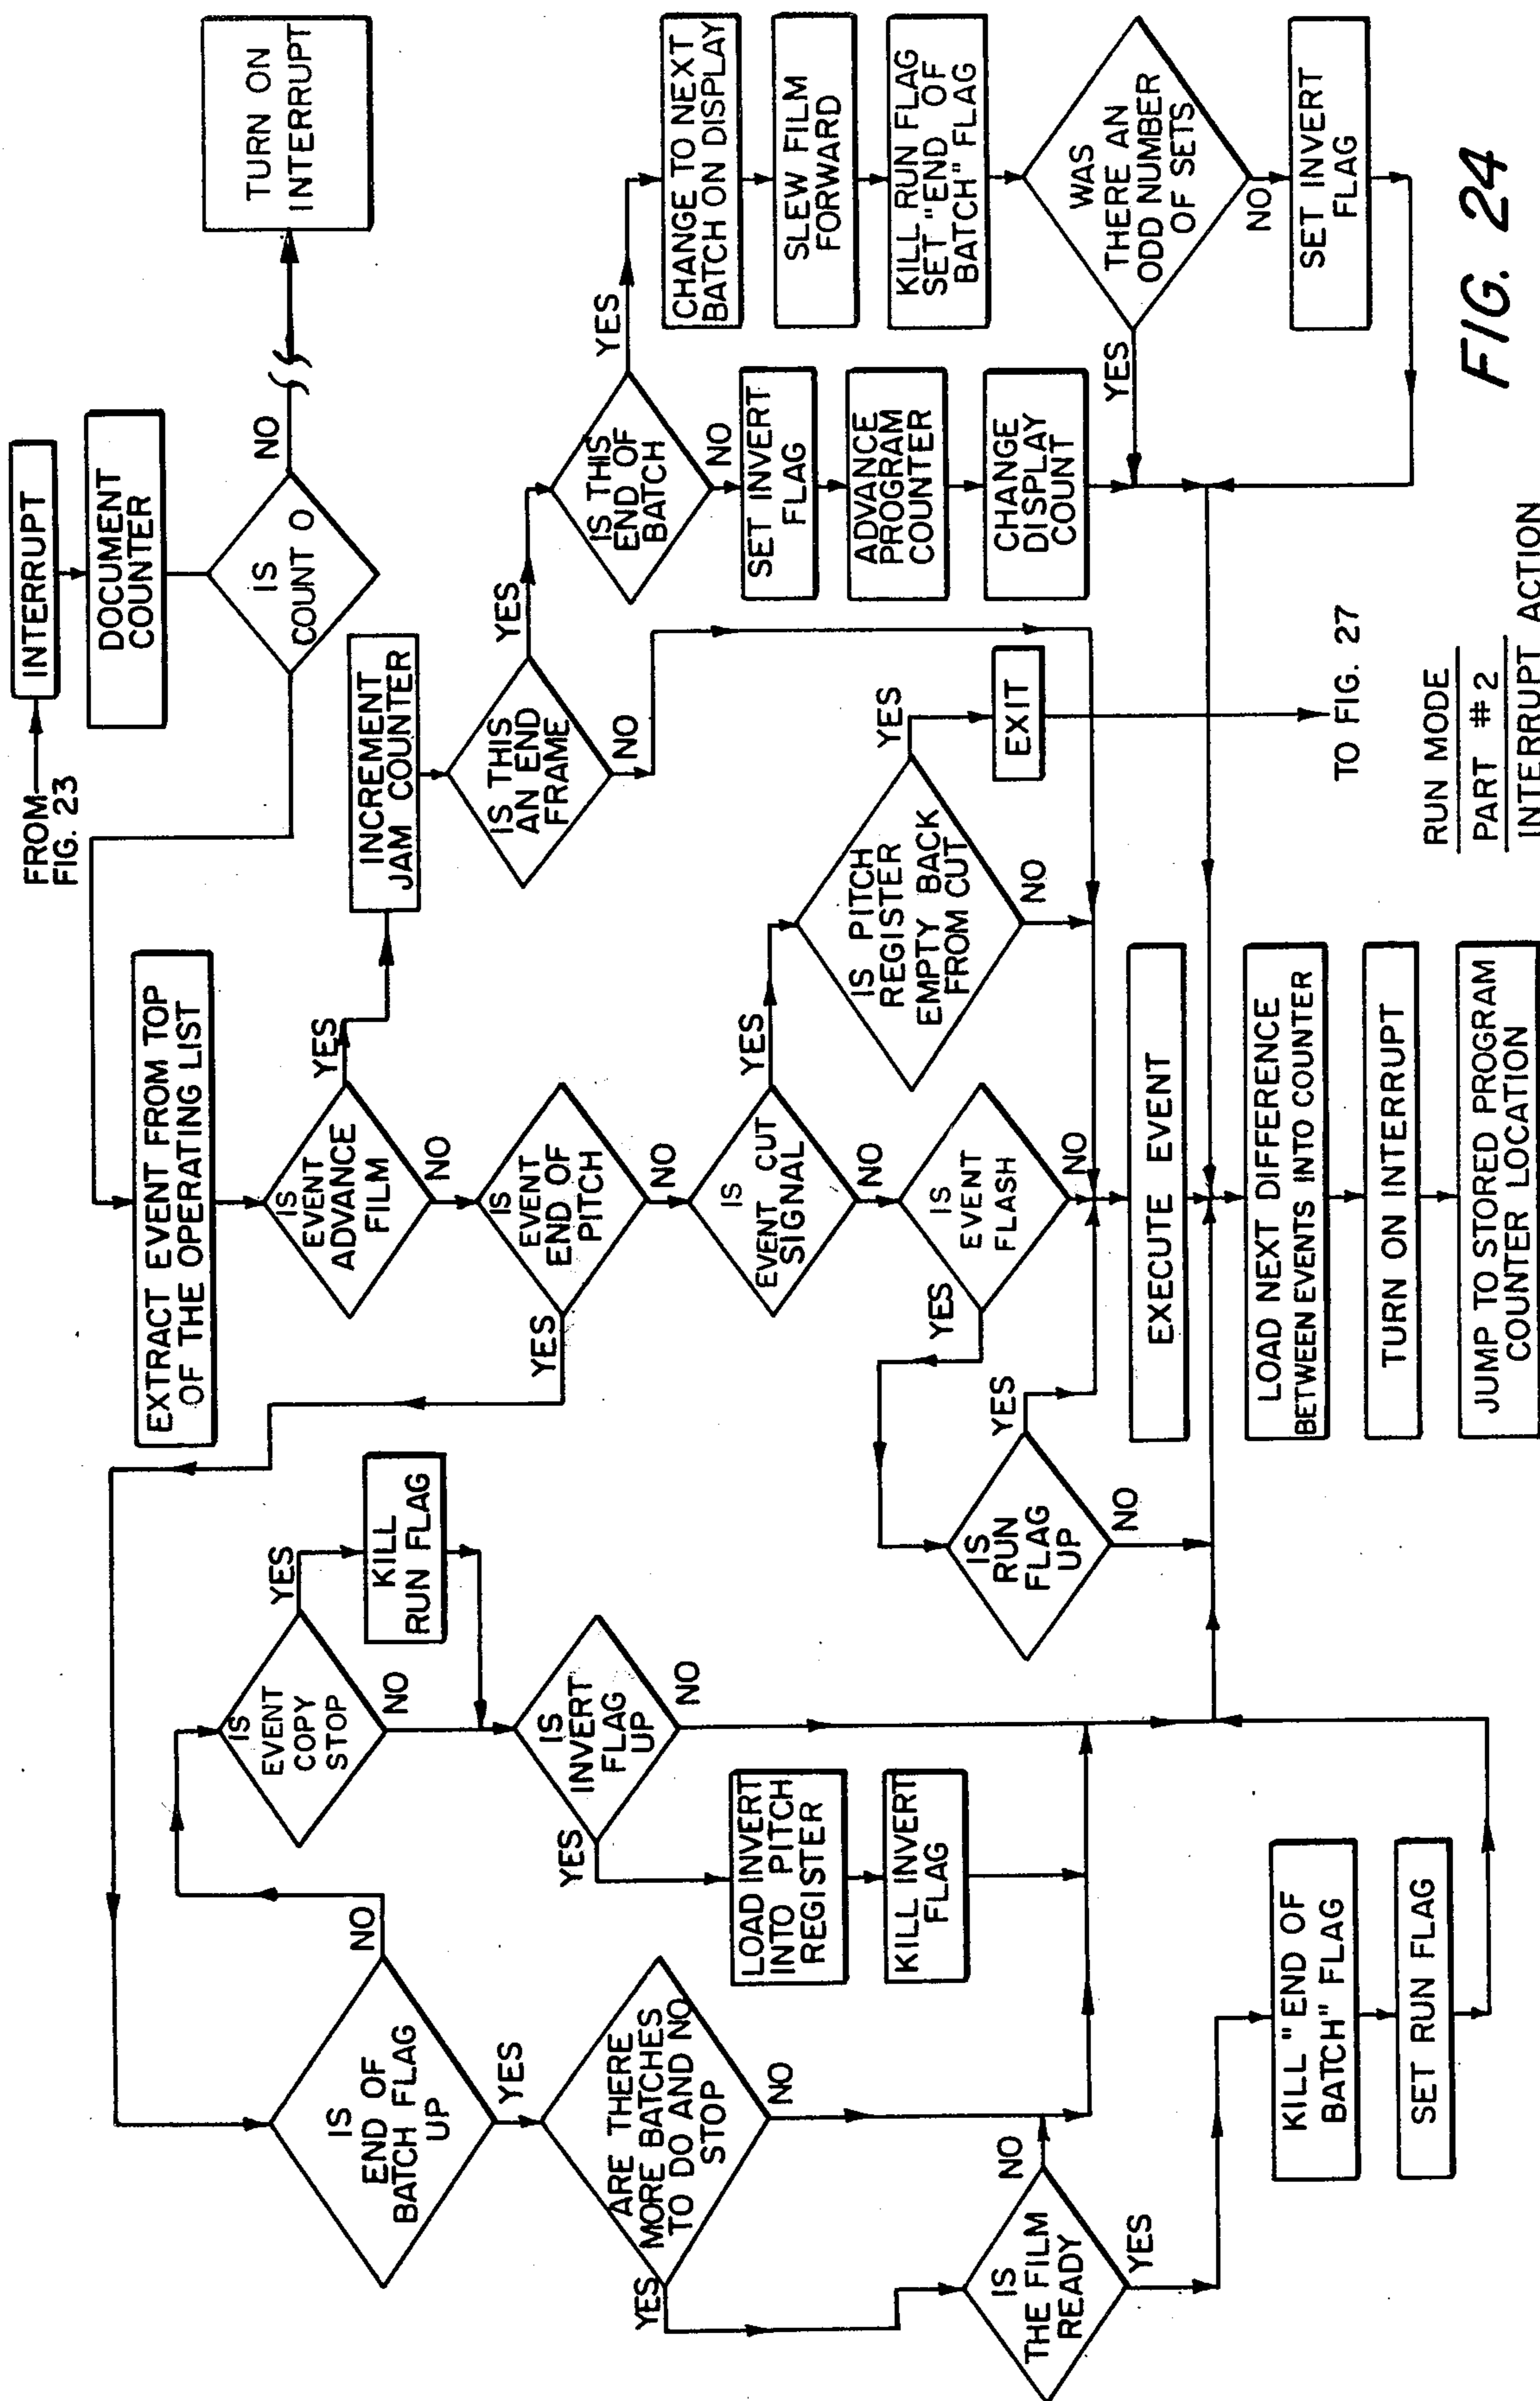 FROM
FIG. 23
INTERRUPT
DOCUMENT
COUNTER
IS
COUNT O
NO
TURN ON
INTERRUPT
EXTRACT EVENT FROM TOP
OF THE OPERATING LIST
IS
EVENT
ADVANCE
FILM
YES
NO
INCREMENT
JAM COUNTER
IS THIS
AN END
FRAME
YES
NO
IS THIS
END OF
BATCH
YES
NO
CHANGE TO NEXT
BATCH ON DISPLAY
SLEW FILM
FORWARD
KILL RUN FLAG
SET "END OF
BATCH" FLAG
WAS
THERE AN
ODD NUMBER
OF SETS
YES
NO
SET INVERT
FLAG
SET INVERT
FLAG
ADVANCE
PROGRAM
COUNTER
CHANGE
DISPLAY
COUNT
IS
EVENT
END OF
PITCH
YES
NO
IS
EVENT CUT
SIGNAL
YES
NO
IS PITCH
REGISTER
EMPTY BACK
FROM CUT
YES
NO
EXIT
TO FIG. 27
IS
EVENT
FLASH
YES
NO
IS
RUN
FLAG
UP
YES
NO
EXECUTE EVENT
LOAD NEXT DIFFERENCE
BETWEEN EVENTS INTO COUNTER
TURN ON INTERRUPT
JUMP TO STORED PROGRAM
COUNTER LOCATION
IS
END OF
BATCH FLAG
UP
NO
YES
IS
EVENT
COPY
STOP
YES
NO
KILL
RUN FLAG
IS
INVERT
FLAG
UP
YES
NO
LOAD INVERT
INTO PITCH
REGISTER
KILL INVERT
FLAG
ARE THERE
MORE BATCHES
TO DO AND NO
STOP
YES
NO
IS
THE FILM
READY
NO
YES
KILL "END OF
BATCH" FLAG
SET RUN FLAG
RUN MODE
PART #2
INTERRUPT ACTION
FIG. 24